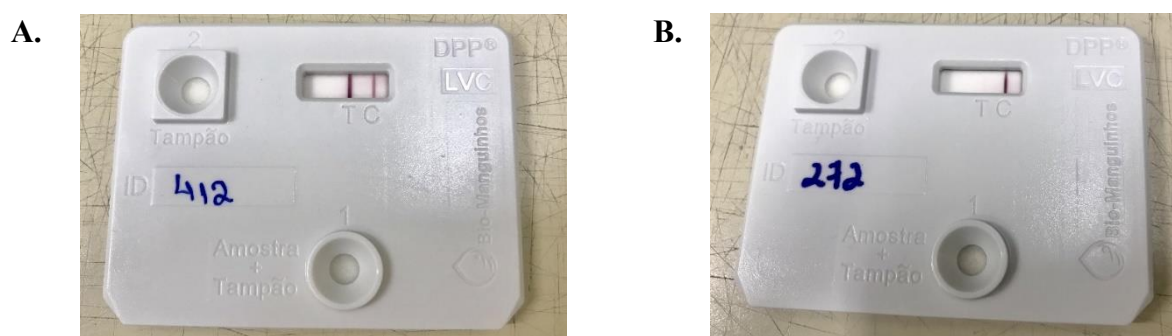 A.
2
DPP®
LVC
T C
Tampão
ID 412
1
Amostra
+
Tampão
Bio-Manguinhos
B.
2
DPP®
LVC
T C
Tampão
ID 272
1
Amostra
+
Tampão
Bio-Manguinhos